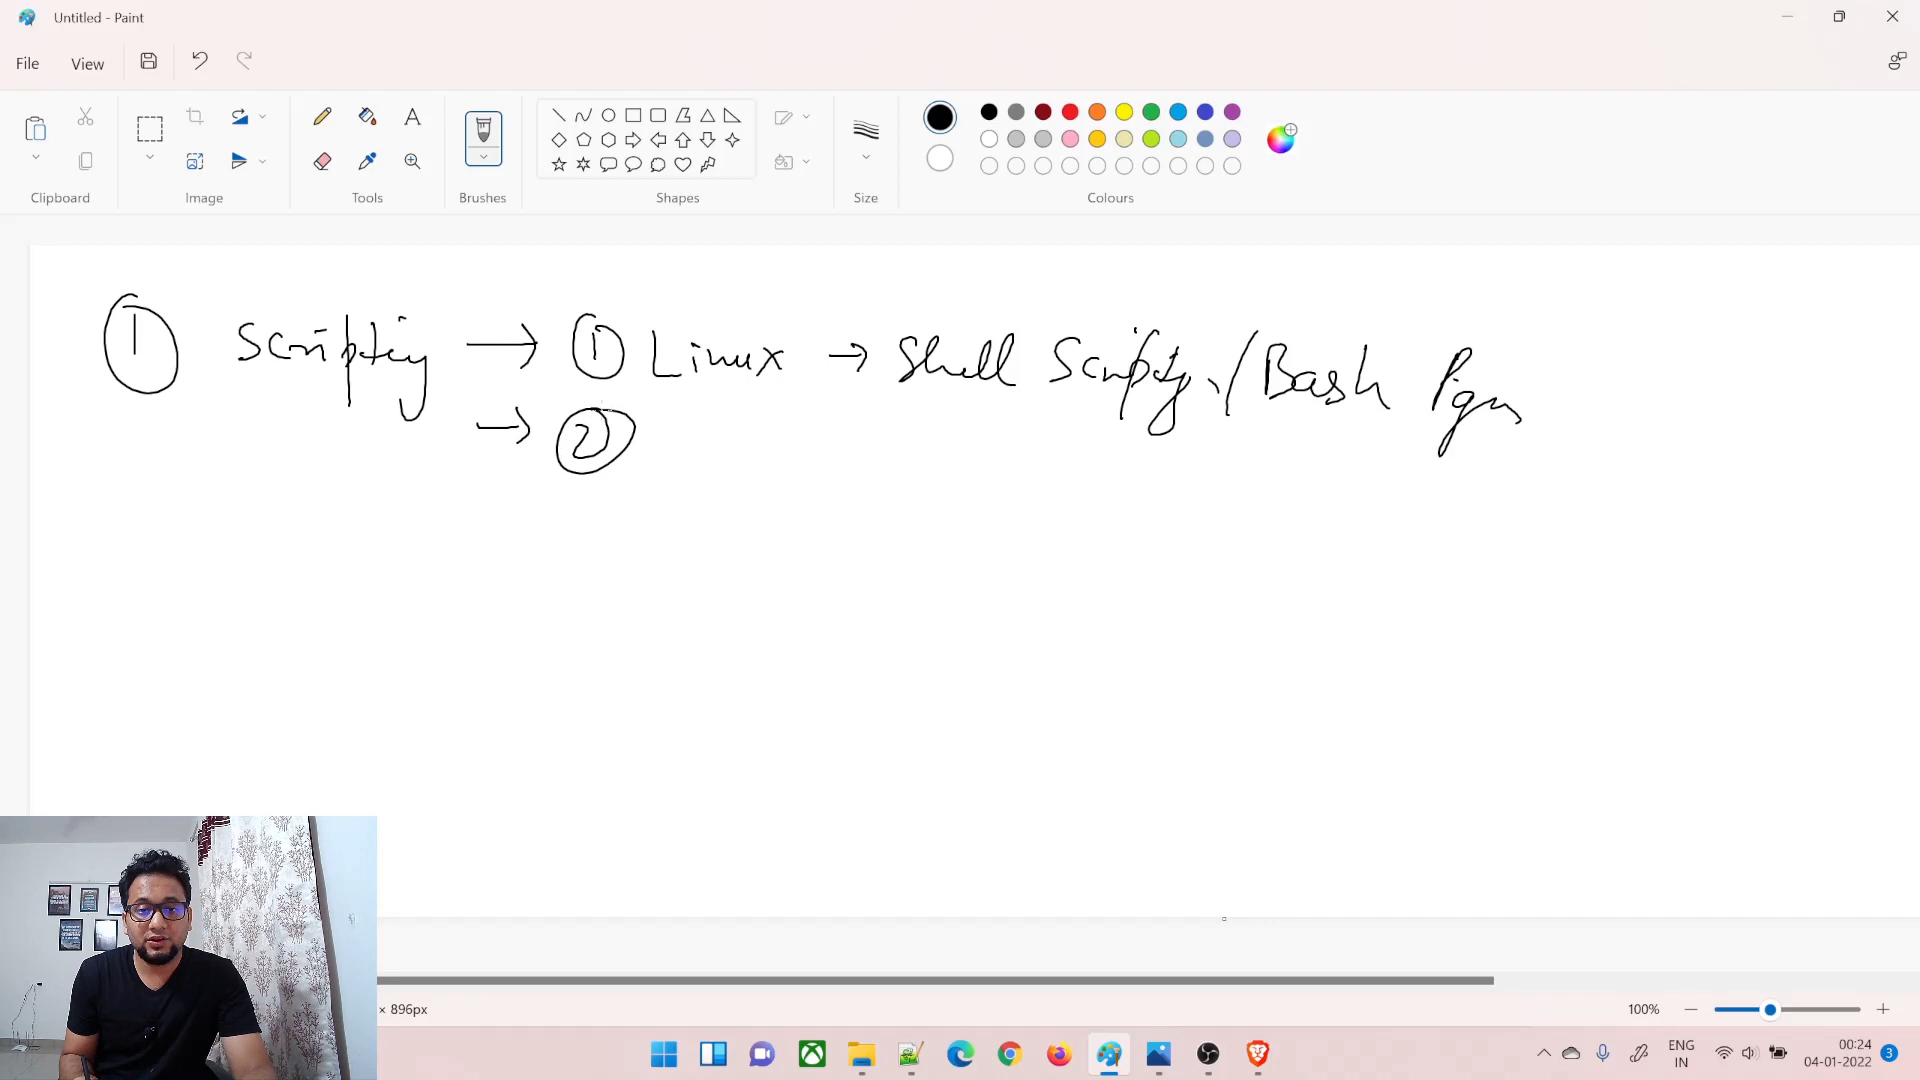 Untitled - Paint
File View
Clipboard Image Tools Brushes Shapes Size Colours
① Scripting → ① Linux → Shell Scripting / Bash Pgm
→ ②
× 896px 100%
ENG
IN
00:24
04-01-2022
3